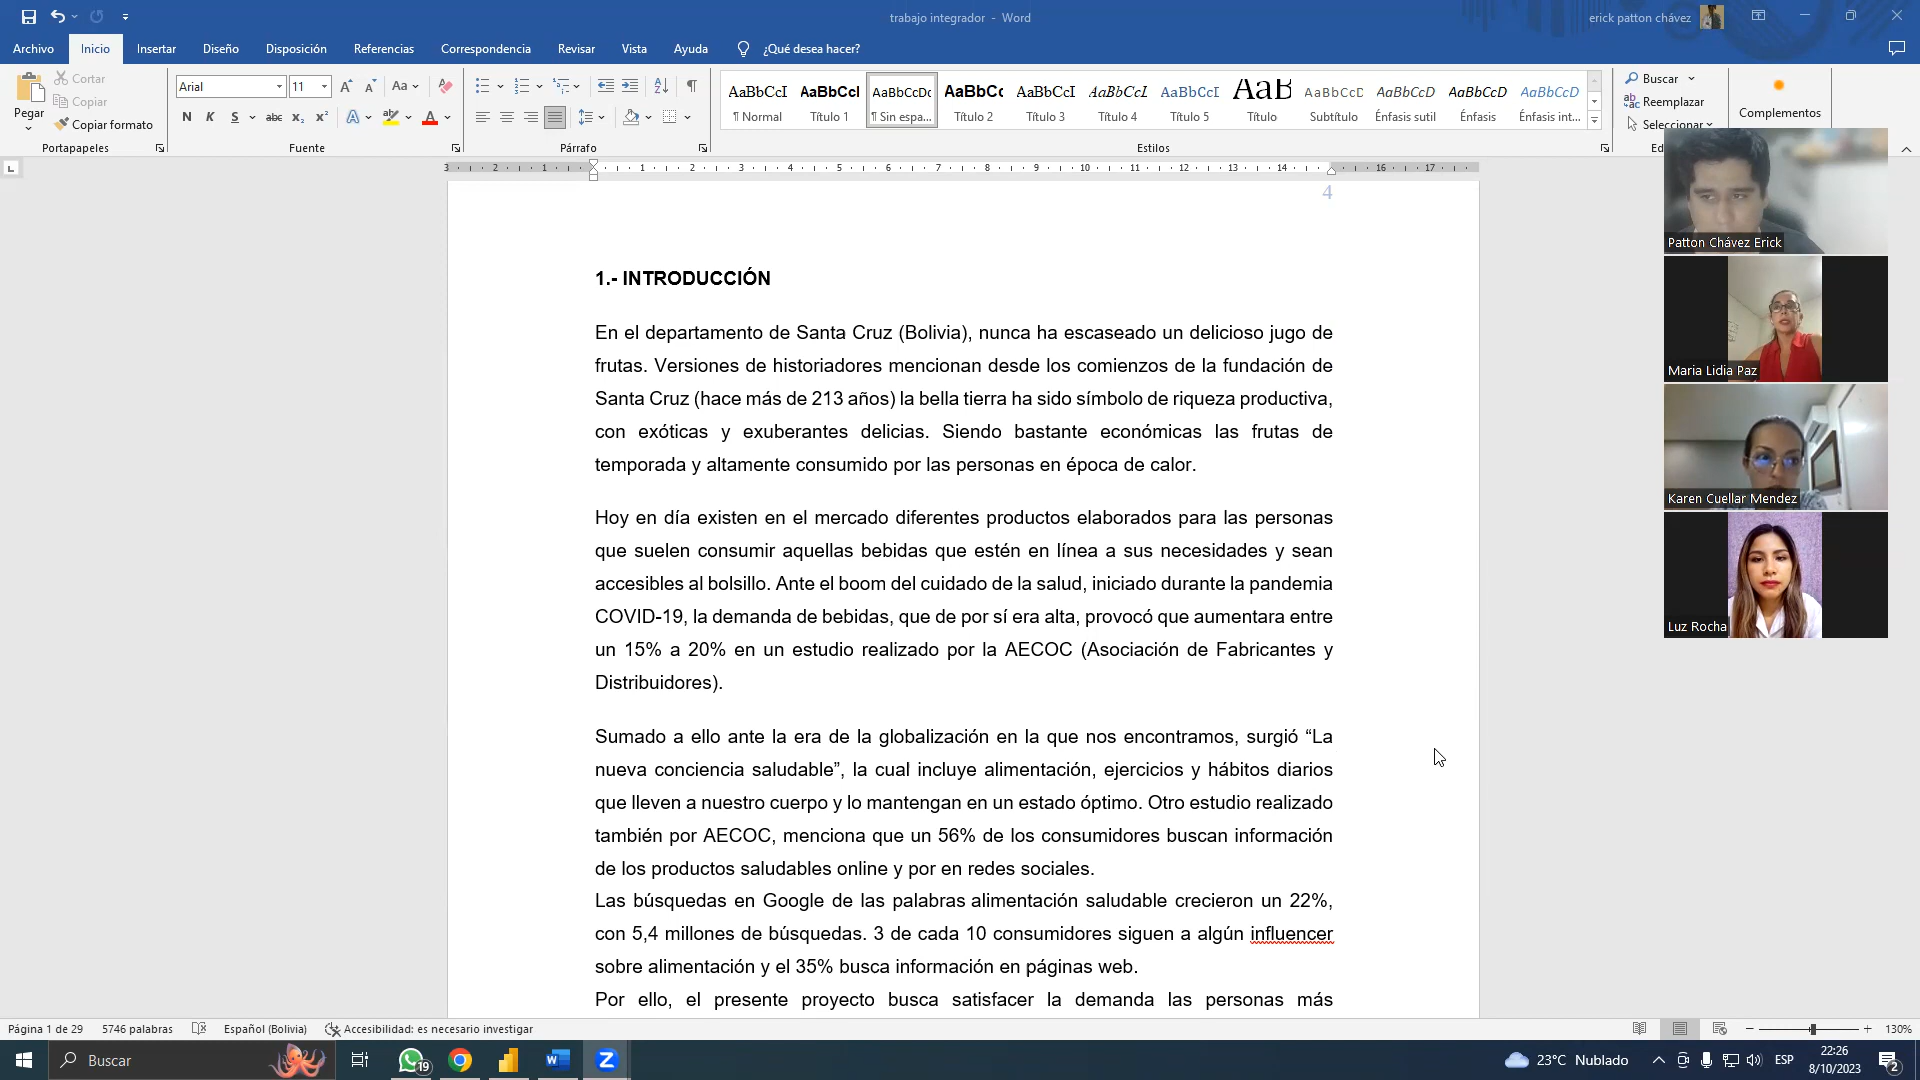 trabajo integrador - Word
erick patton chávez
Archivo Inicio Insertar Diseño Disposición Referencias Correspondencia Revisar Vista Ayuda ¿Qué desea hacer?
Pegar
Cortar
Copiar
Copiar formato
Portapapeles
Arial 11
Fuente
Párrafo
AaBbCcI AaBbCcI AaBbCcDc AaBbCc AaBbCcI AaBbCcI AaBbCcI AaB AaBbCcD AaBbCcD AaBbCcD AaBbCcD
¶ Normal Título 1 ¶ Sin espa... Título 2 Título 3 Título 4 Título 5 Título Subtítulo Énfasis sutil Énfasis Énfasis int...
Estilos
Buscar
Reemplazar
Seleccionar
Complementos
4
1.- INTRODUCCIÓN
En el departamento de Santa Cruz (Bolivia), nunca ha escaseado un delicioso jugo de
frutas. Versiones de historiadores mencionan desde los comienzos de la fundación de
Santa Cruz (hace más de 213 años) la bella tierra ha sido símbolo de riqueza productiva,
con exóticas y exuberantes delicias. Siendo bastante económicas las frutas de
temporada y altamente consumido por las personas en época de calor.
Hoy en día existen en el mercado diferentes productos elaborados para las personas
que suelen consumir aquellas bebidas que estén en línea a sus necesidades y sean
accesibles al bolsillo. Ante el boom del cuidado de la salud, iniciado durante la pandemia
COVID-19, la demanda de bebidas, que de por sí era alta, provocó que aumentara entre
un 15% a 20% en un estudio realizado por la AECOC (Asociación de Fabricantes y
Distribuidores).
Sumado a ello ante la era de la globalización en la que nos encontramos, surgió “La
nueva conciencia saludable”, la cual incluye alimentación, ejercicios y hábitos diarios
que lleven a nuestro cuerpo y lo mantengan en un estado óptimo. Otro estudio realizado
también por AECOC, menciona que un 56% de los consumidores buscan información
de los productos saludables online y por en redes sociales.
Las búsquedas en Google de las palabras alimentación saludable crecieron un 22%,
con 5,4 millones de búsquedas. 3 de cada 10 consumidores siguen a algún influencer
sobre alimentación y el 35% busca información en páginas web.
Por ello, el presente proyecto busca satisfacer la demanda las personas más
Patton Chávez Erick
Maria Lidia Paz
Karen Cuellar Mendez
Luz Rocha
Página 1 de 29 5746 palabras Español (Bolivia) Accesibilidad: es necesario investigar
130%
Buscar
19
23°C Nublado
ESP
22:26
8/10/2023
2